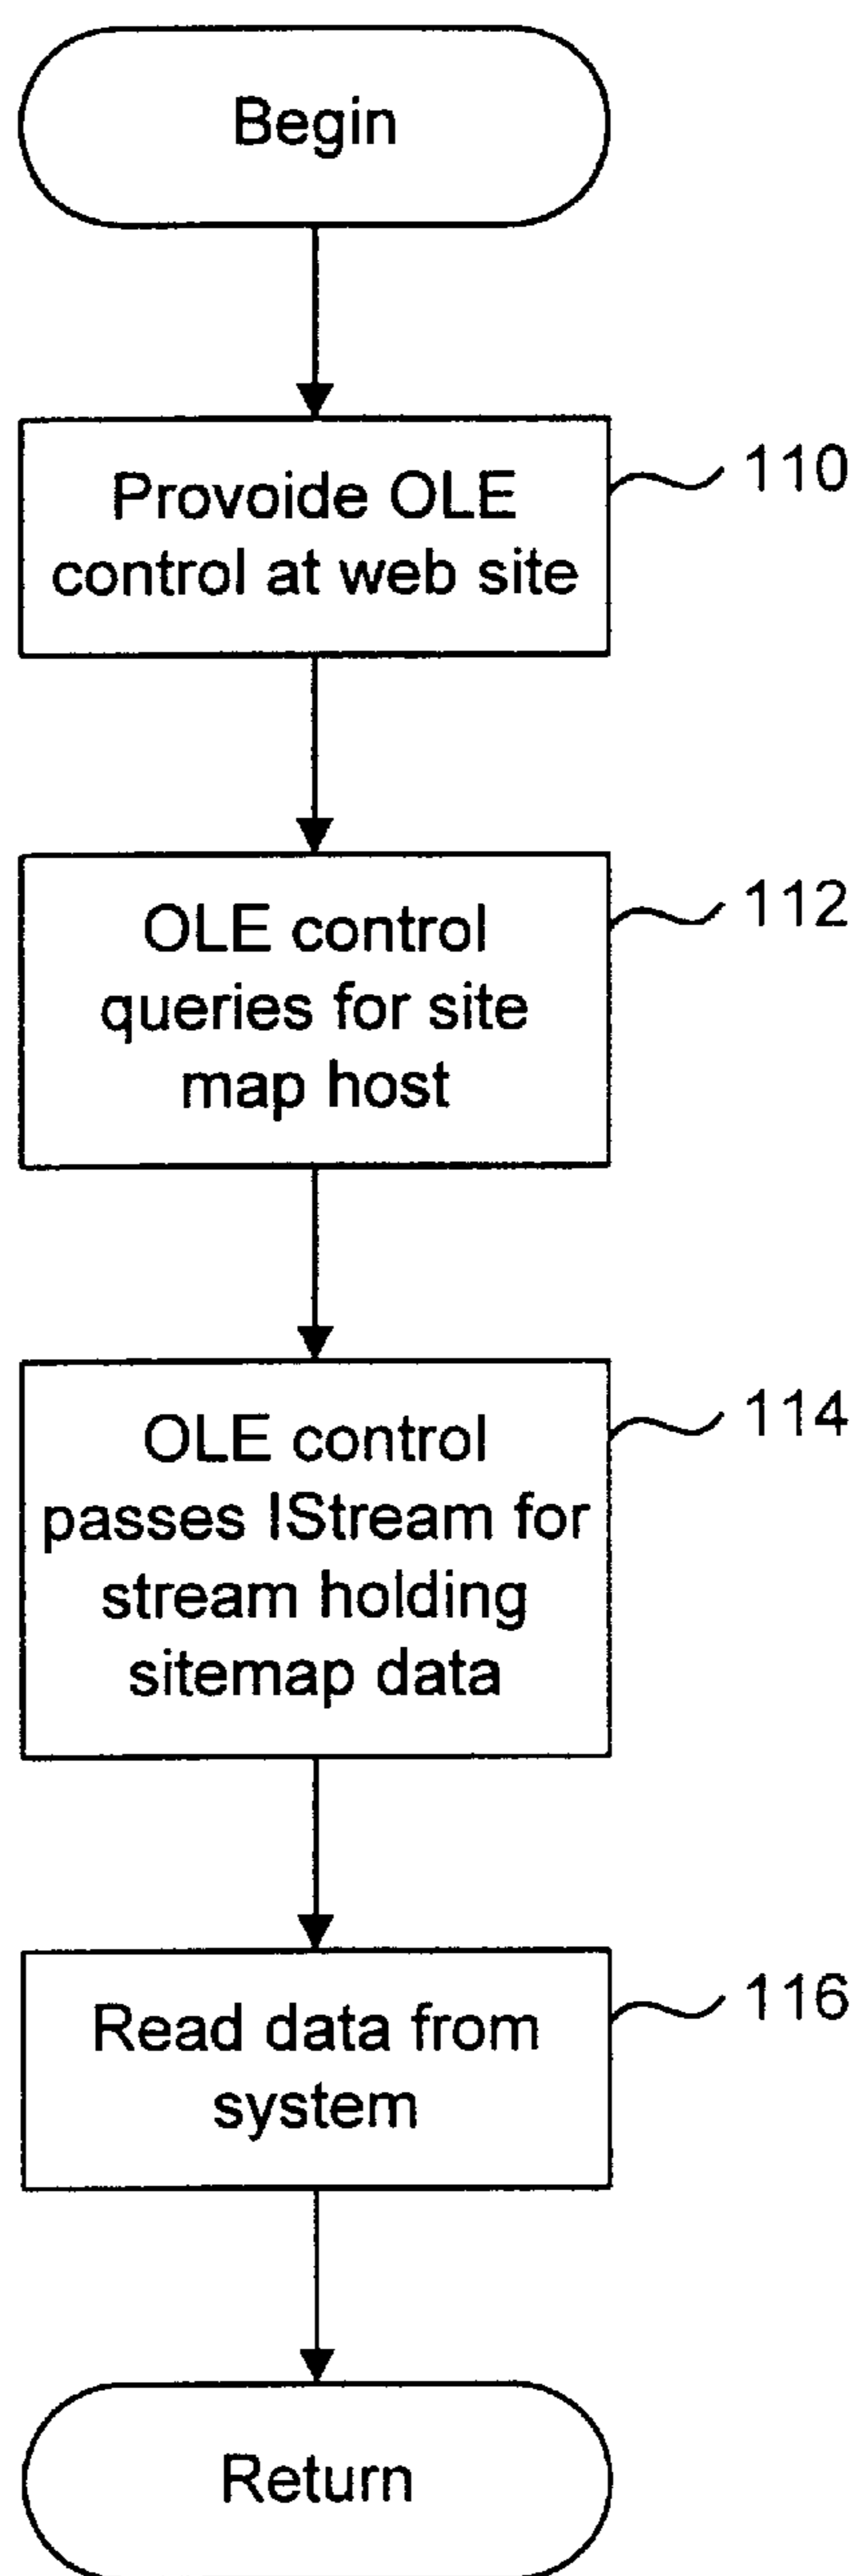 Begin
Provoide OLE
control at web site
110
OLE control
queries for site
map host
112
OLE control
passes IStream for
stream holding
sitemap data
114
Read data from
system
116
Return